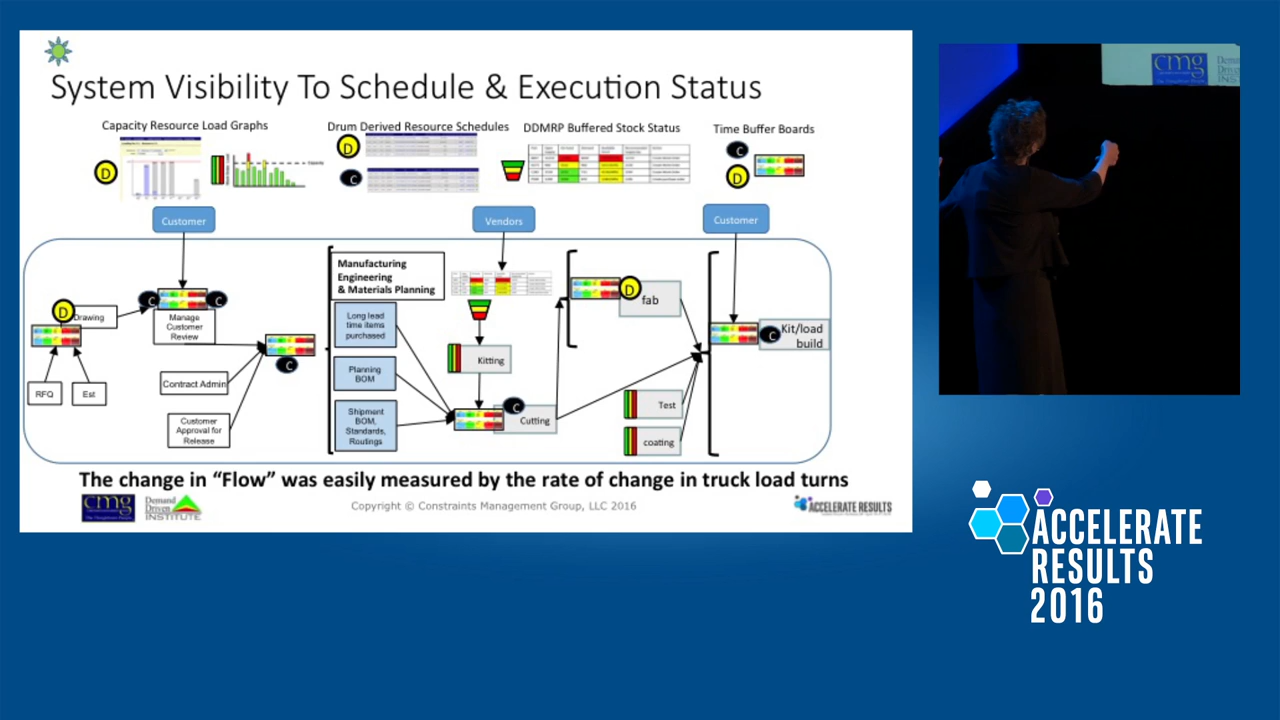 System Visibility To Schedule & Execution Status
Capacity Resource Load Graphs
Drum Derived Resource Schedules
DDMRP Buffered Stock Status
Time Buffer Boards
D
D
C
C
D
Customer
Vendors
Customer
D
Drawing
C
C
Manage
Customer
Review
RFQ
Est
C
Contract Admin
Customer
Approval for
Release
Manufacturing
Engineering
& Materials Planning
Long lead
time items
purchased
Planning
BOM
Shipment
BOM,
Standards,
Routings
Kitting
C
Cutting
D
fab
Test
coating
C
Kit/load
build
The change in “Flow” was easily measured by the rate of change in truck load turns
cmg
Demand
Driven
INSTITUTE
Copyright © Constraints Management Group, LLC 2016
ACCELERATE RESULTS
cmg
ACCELERATE
RESULTS
2016